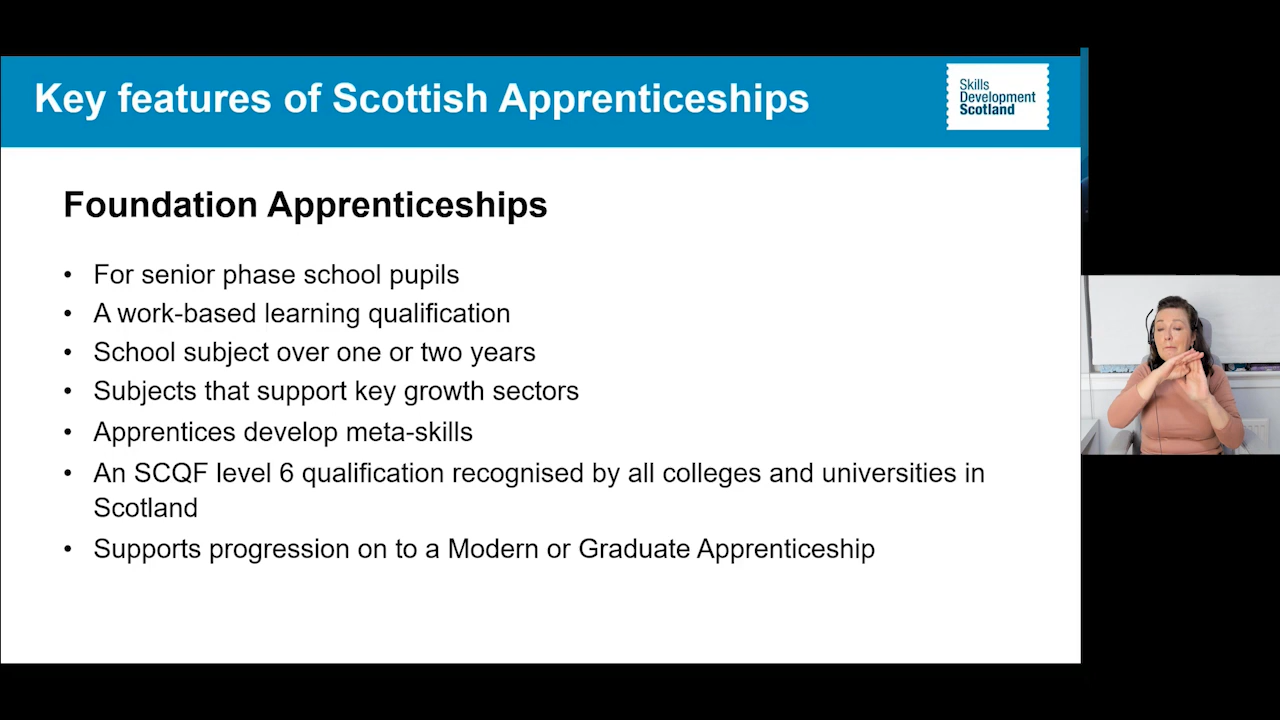 Key features of Scottish Apprenticeships
Skills
Development
Scotland
Foundation Apprenticeships
• For senior phase school pupils
• A work-based learning qualification
• School subject over one or two years
• Subjects that support key growth sectors
• Apprentices develop meta-skills
• An SCQF level 6 qualification recognised by all colleges and universities in
Scotland
• Supports progression on to a Modern or Graduate Apprenticeship